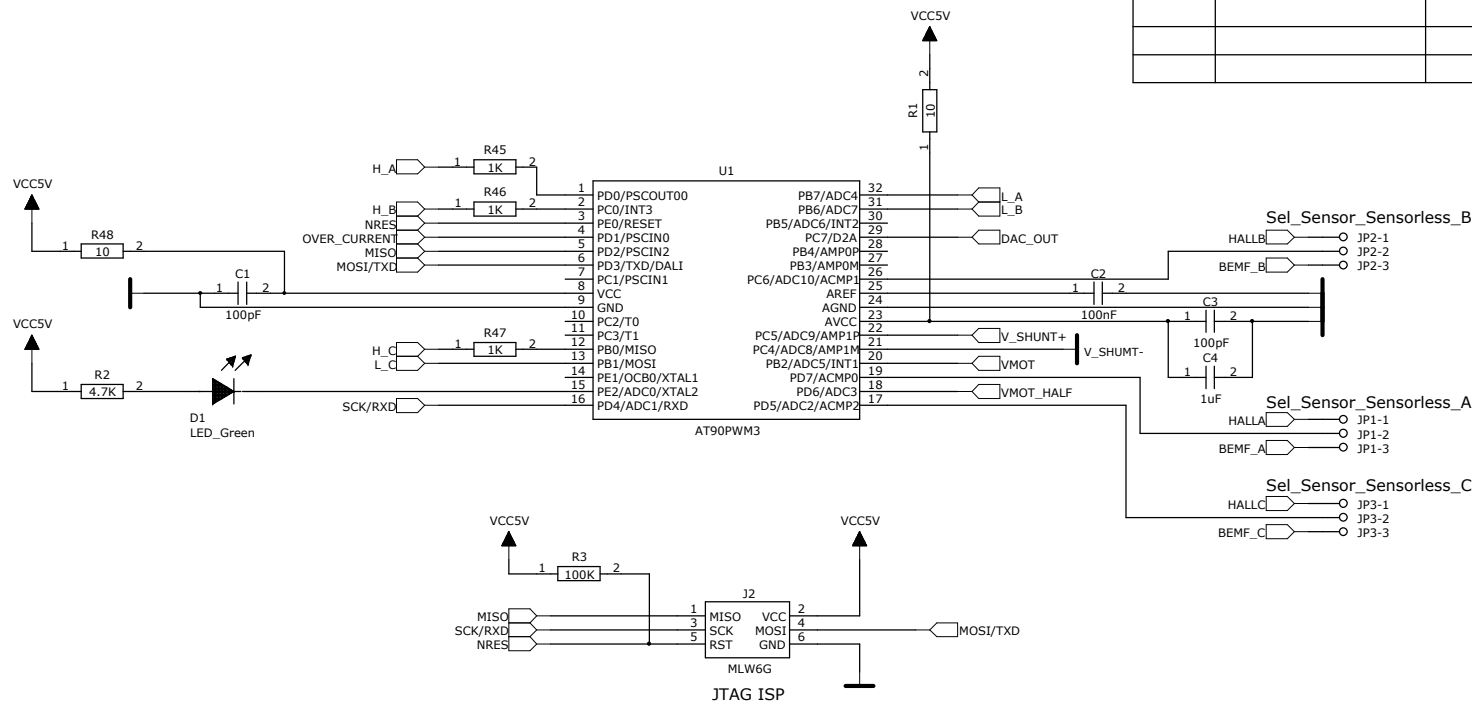 VCC5V
R1
10
2
1
VCC5V
R48
1 2
10
C1
1 2
100pF
VCC5V
R2
1 2
4.7K
D1
LED_Green
H_A
R45
1 2
1K
H_B
R46
1 2
1K
NRES
OVER_CURRENT
MISO
MOSI/TXD
H_C
R47
1 2
1K
L_C
SCK/RXD
U1
1 PD0/PSCOUT00
2 PC0/INT3
3 PE0/RESET
4 PD1/PSCIN0
5 PD2/PSCIN2
6 PD3/TXD/DALI
7 PC1/PSCIN1
8 VCC
9 GND
10 PC2/T0
11 PC3/T1
12 PB0/MISO
13 PB1/MOSI
14 PE1/OCB0/XTAL1
15 PE2/ADC0/XTAL2
16 PD4/ADC1/RXD
PB7/ADC4 32
PB6/ADC7 31
PB5/ADC6/INT2 30
PC7/D2A 29
PB4/AMP0P 28
PB3/AMP0M 27
PC6/ADC10/ACMP1 26
AREF 25
AGND 24
AVCC 23
PC5/ADC9/AMP1P 22
PC4/ADC8/AMP1M 21
PB2/ADC5/INT1 20
PD7/ACMP0 19
PD6/ADC3 18
PD5/ADC2/ACMP2 17
AT90PWM3
L_A
L_B
DAC_OUT
C2
1 2
100nF
C3
1 2
100pF
C4
1 2
1uF
V_SHUNT+
V_SHUMT-
VMOT
VMOT_HALF
Sel_Sensor_Sensorless_B
HALLB JP2-1
JP2-2
BEMF_B JP2-3
Sel_Sensor_Sensorless_A
HALLA JP1-1
JP1-2
BEMF_A JP1-3
Sel_Sensor_Sensorless_C
HALLC JP3-1
JP3-2
BEMF_C JP3-3
VCC5V
R3
1 2
100K
VCC5V
J2
MISO 1 MISO VCC 2
SCK/RXD 3 SCK MOSI 4 MOSI/TXD
NRES 5 RST GND 6
MLW6G
JTAG ISP